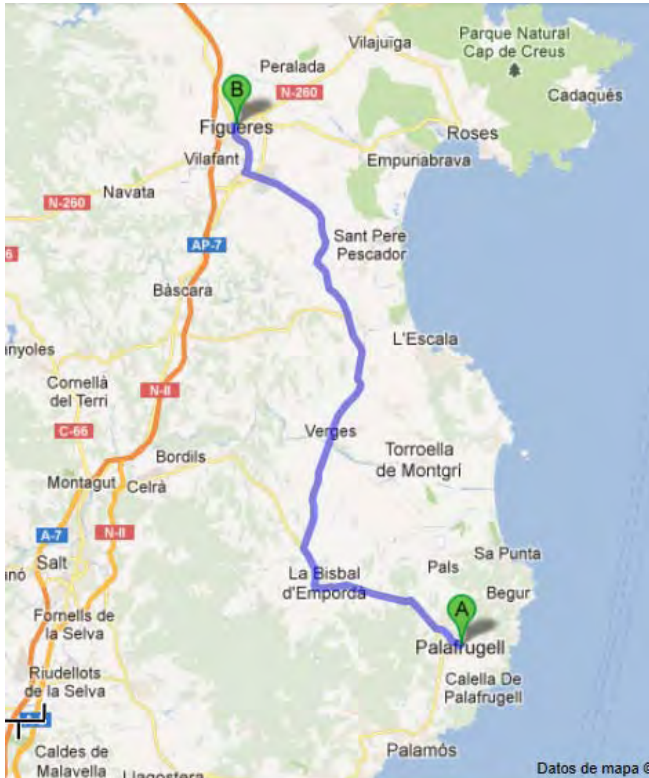 Vilajuïga
Parque Natural
Cap de Creus
Peralada
B
N-260
Cadaqués
Figueres
Roses
Vilafant
Empuriabrava
Navata
N-260
Sant Pere
Pescador
6
AP-7
Bàscara
nyoles
L'Escala
Cornellà
del Terri
N-II
C-66
Verges
Torroella
de Montgrí
Bordils
Montagut
Celrà
A-7
N-II
Salt
Sa Punta
Pals
nó
La Bisbal
d'Empordà
Begur
A
Fornells de
la Selva
Palafrugell
Riudellots
de la Selva
Calella De
Palafrugell
Palamós
Caldes de
Malavella
Llagostera
Datos de mapa ©